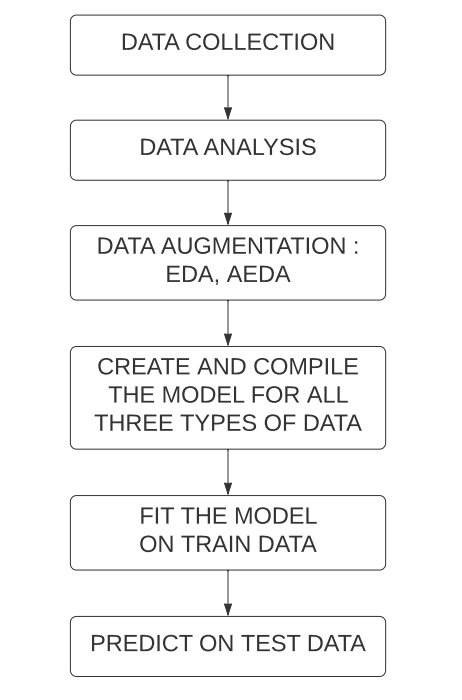 DATA COLLECTION
DATA ANALYSIS
DATA AUGMENTATION :
EDA, AEDA
CREATE AND COMPILE
THE MODEL FOR ALL
THREE TYPES OF DATA
FIT THE MODEL
ON TRAIN DATA
PREDICT ON TEST DATA